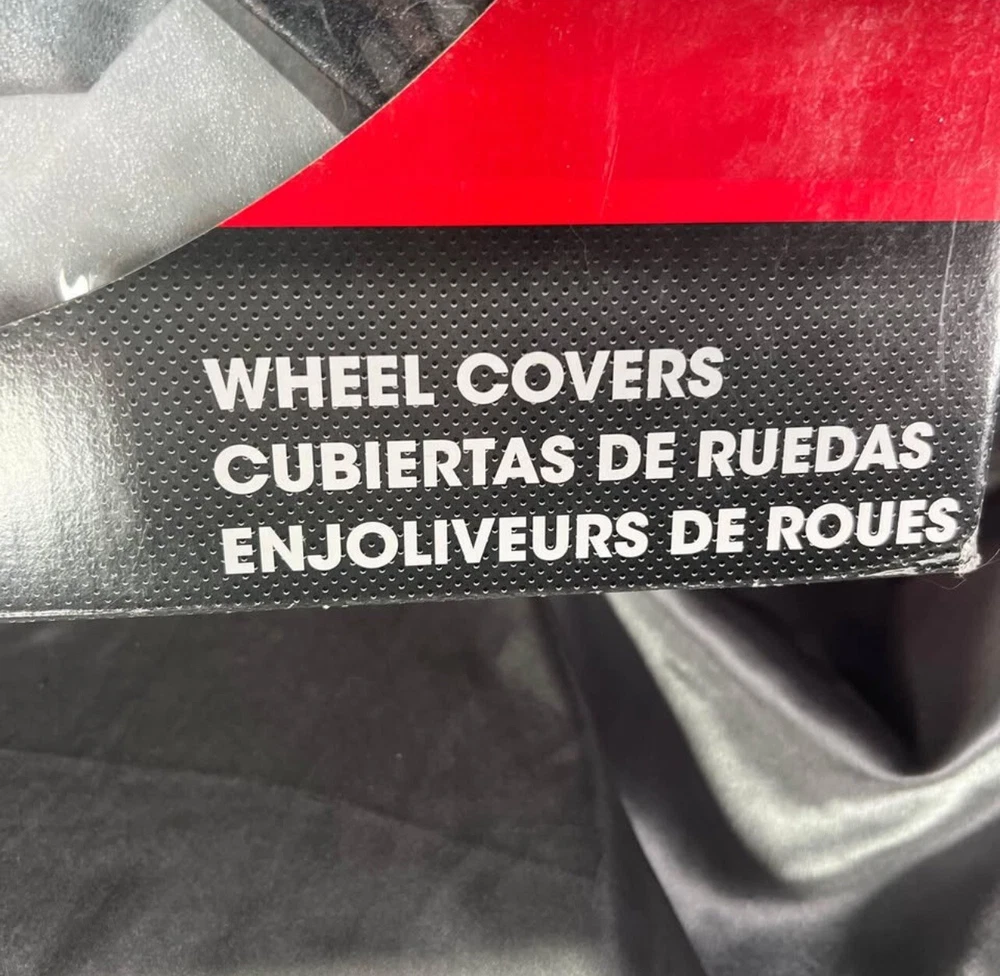 WHEEL COVERS
CUBIERTAS DE RUEDAS
ENJOLIVEURS DE ROUES